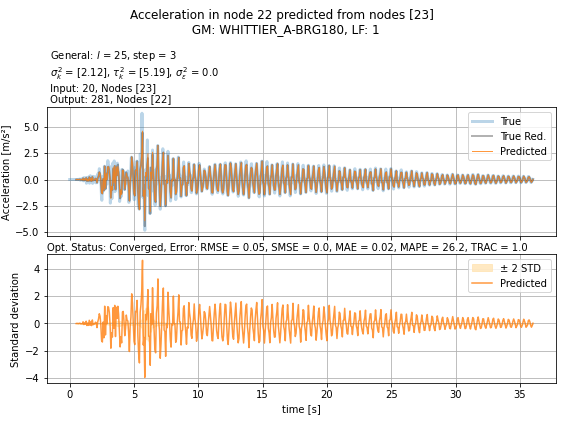 Acceleration in node 22 predicted from nodes [23]
GM: WHITTIER_A-BRG180, LF: 1
General: l = 25, step = 3
σ²ₖ = [2.12], τ²ₖ = [5.19], σ²ε = 0.0
Input: 20, Nodes [23]
Output: 281, Nodes [22]
Acceleration [m/s²]
5.0
2.5
0.0
−2.5
−5.0
True
True Red.
Predicted
Opt. Status: Converged, Error: RMSE = 0.05, SMSE = 0.0, MAE = 0.02, MAPE = 26.2, TRAC = 1.0
Standard deviation
4
2
0
−2
−4
± 2 STD
Predicted
0 5 10 15 20 25 30 35
time [s]